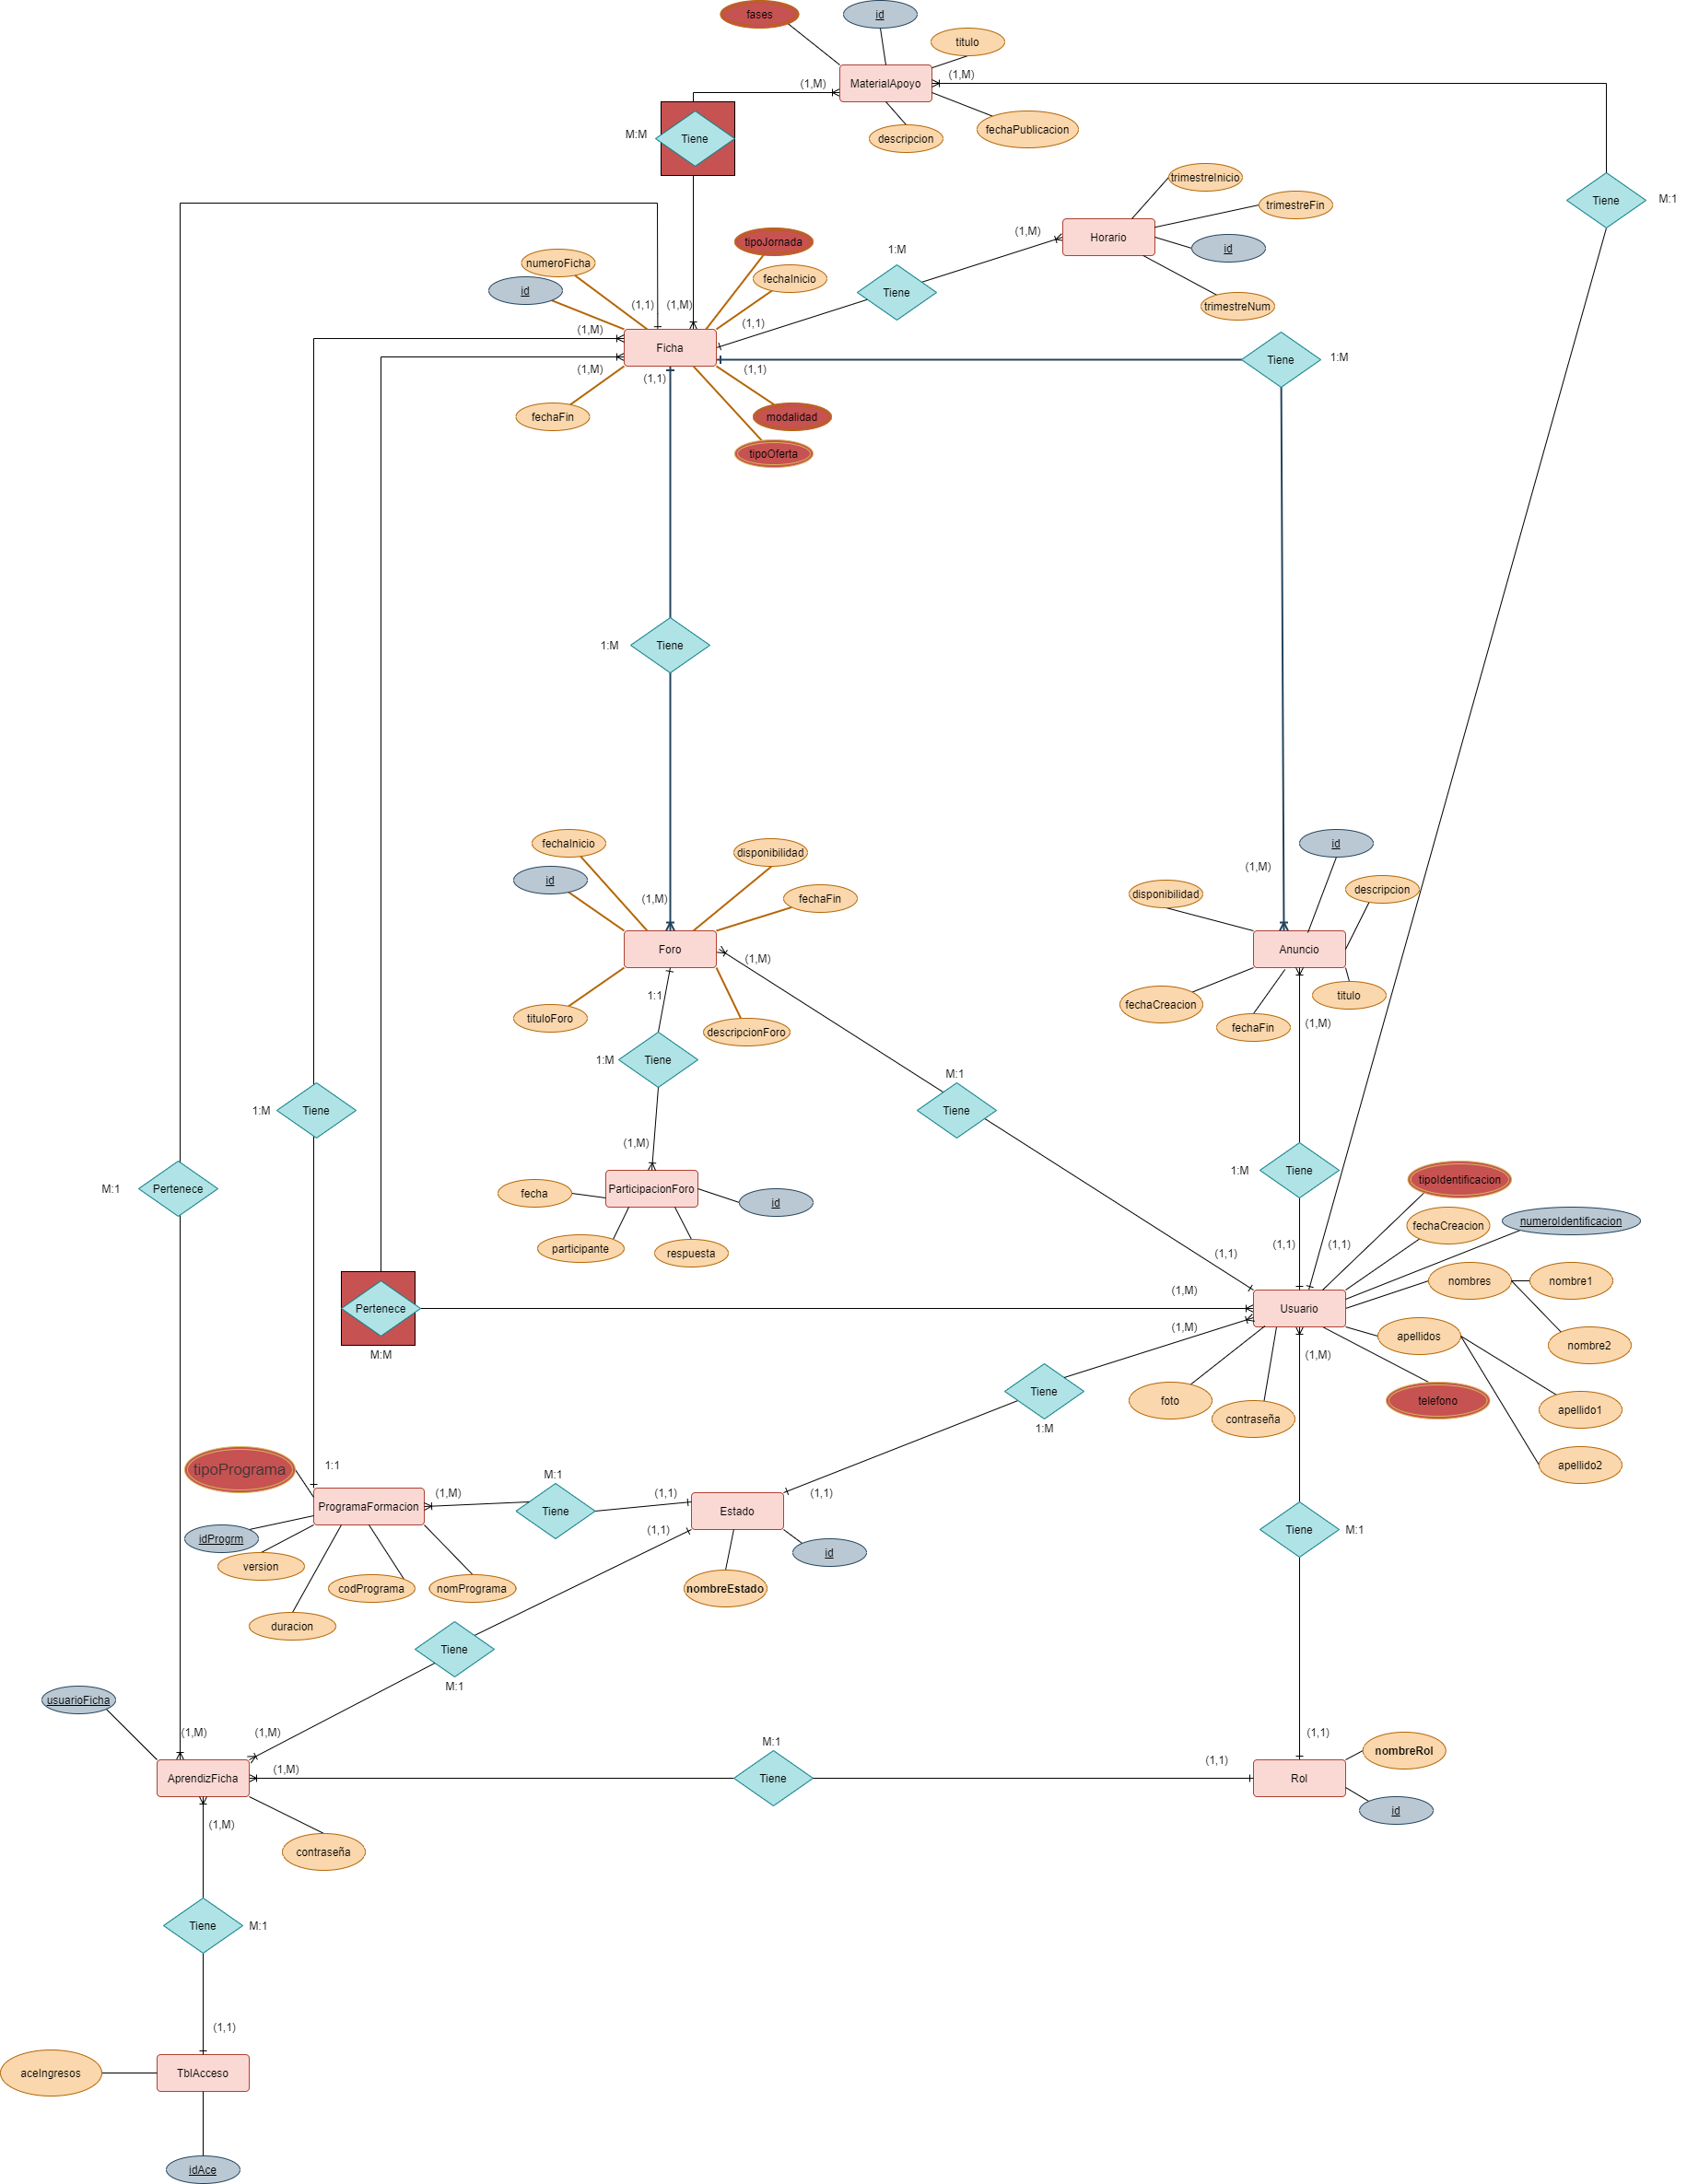 fases
id
titulo
MaterialApoyo
(1,M)
(1,M)
descripcion
fechaPublicacion
M:M
Tiene
Tiene
M:1
trimestreInicio
trimestreFin
Horario
id
trimestreNum
(1,M)
1:M
Tiene
numeroFicha
id
tipoJornada
fechaInicio
(1,1)
(1,M)
(1,M)
(1,1)
Ficha
(1,M)
(1,1)
(1,1)
fechaFin
modalidad
tipoOferta
Tiene
1:M
1:M
Tiene
fechaInicio
id
disponibilidad
fechaFin
(1,M)
Foro
(1,M)
tituloForo
descripcionForo
1:1
1:M
Tiene
(1,M)
ParticipacionForo
fecha
id
participante
respuesta
id
(1,M)
disponibilidad
descripcion
Anuncio
fechaCreacion
fechaFin
titulo
(1,M)
M:1
Tiene
1:M
Tiene
1:M
Tiene
M:1
Pertenece
tipoIdentificacion
fechaCreacion
numeroIdentificacion
(1,1)
(1,1)
(1,1)
nombres
nombre1
nombre2
(1,M)
Usuario
Pertenece
M:M
(1,M)
(1,M)
apellidos
apellido1
apellido2
telefono
foto
contraseña
Tiene
1:M
tipoPrograma
1:1
ProgramaFormacion
(1,M)
M:1
Tiene
(1,1)
(1,1)
Estado
(1,1)
id
nombreEstado
idProgrm
version
codPrograma
nomPrograma
duracion
Tiene
M:1
Tiene
M:1
usuarioFicha
(1,M)
(1,M)
AprendizFicha
(1,M)
M:1
Tiene
(1,1)
(1,1)
Rol
nombreRol
id
(1,M)
contraseña
Tiene
M:1
(1,1)
aceIngresos
TblAcceso
idAce